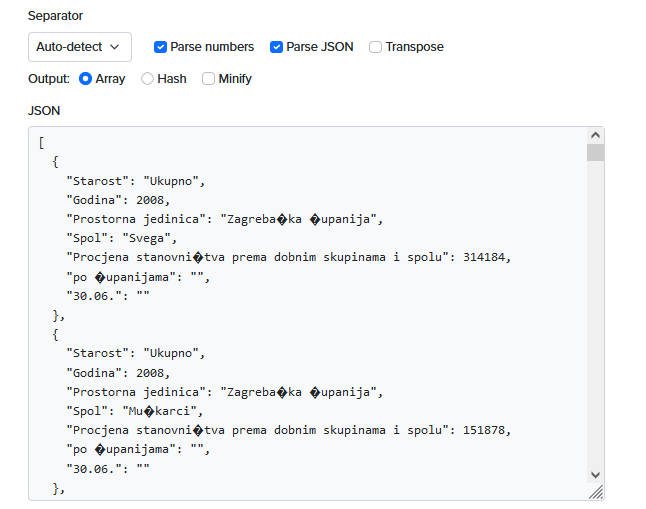 Separator
Auto-detect Parse numbers Parse JSON Transpose
Output: Array Hash Minify
JSON
[
{
"Starost": "Ukupno",
"Godina": 2008,
"Prostorna jedinica": "Zagreba�ka �upanija",
"Spol": "Svega",
"Procjena stanovni�tva prema dobnim skupinama i spolu": 314184,
"po �upanijama": "",
"30.06.": ""
},
{
"Starost": "Ukupno",
"Godina": 2008,
"Prostorna jedinica": "Zagreba�ka �upanija",
"Spol": "Mu�karci",
"Procjena stanovni�tva prema dobnim skupinama i spolu": 151878,
"po �upanijama": "",
"30.06.": ""
},